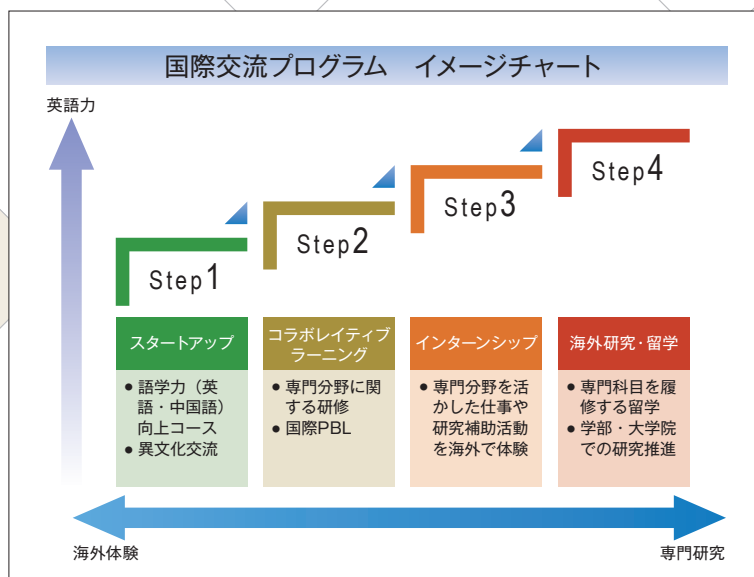 国際交流プログラム　イメージチャート
英語力
Step1
Step2
Step3
Step4
スタートアップ
● 語学力（英
語・中国語）
向上コース
● 異文化交流
コラボレイティブ
ラーニング
● 専門分野に関
する研修
● 国際PBL
インターンシップ
● 専門分野を活
かした仕事や
研究補助活動
を海外で体験
海外研究・留学
● 専門科目を履
修する留学
● 学部・大学院
での研究推進
海外体験
専門研究